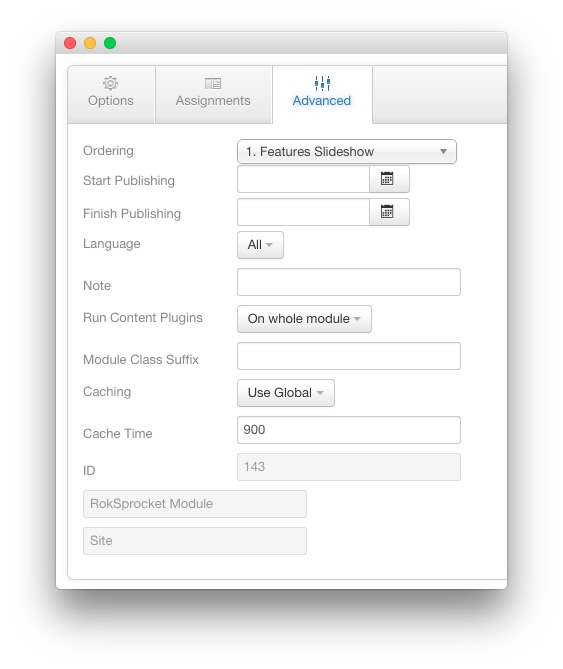 Options Assignments Advanced
Ordering 1. Features Slideshow
Start Publishing
Finish Publishing
Language All
Note
Run Content Plugins On whole module
Module Class Suffix
Caching Use Global
Cache Time 900
ID 143
RokSprocket Module
Site